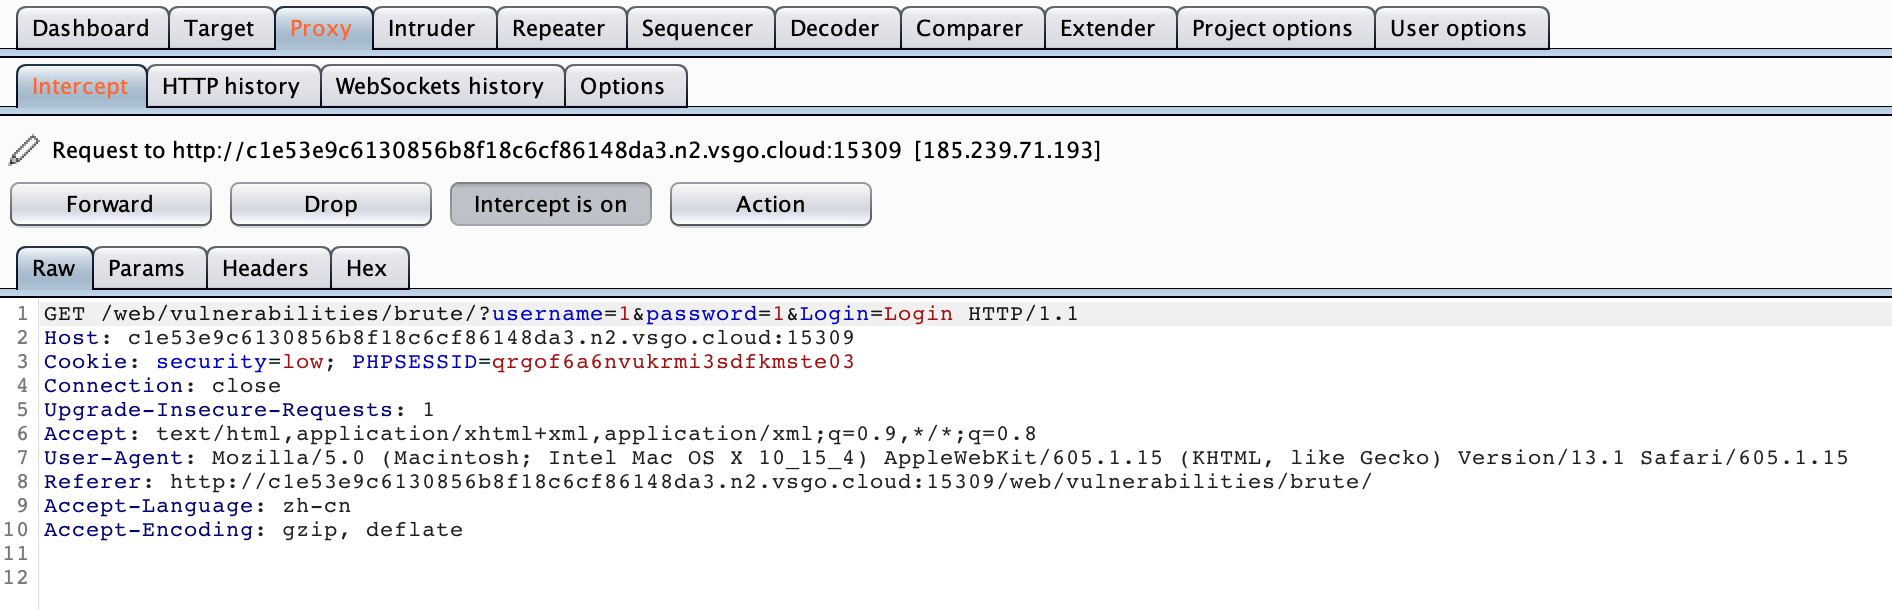 Dashboard Target Proxy Intruder Repeater Sequencer Decoder Comparer Extender Project options User options
Intercept HTTP history WebSockets history Options
Request to http://c1e53e9c6130856b8f18c6cf86148da3.n2.vsgo.cloud:15309 [185.239.71.193]
Forward Drop Intercept is on Action
Raw Params Headers Hex
1 GET /web/vulnerabilities/brute/?username=1&password=1&Login=Login HTTP/1.1
2 Host: c1e53e9c6130856b8f18c6cf86148da3.n2.vsgo.cloud:15309
3 Cookie: security=low; PHPSESSID=qrgof6a6nvukrmi3sdfkmste03
4 Connection: close
5 Upgrade-Insecure-Requests: 1
6 Accept: text/html,application/xhtml+xml,application/xml;q=0.9,*/*;q=0.8
7 User-Agent: Mozilla/5.0 (Macintosh; Intel Mac OS X 10_15_4) AppleWebKit/605.1.15 (KHTML, like Gecko) Version/13.1 Safari/605.1.15
8 Referer: http://c1e53e9c6130856b8f18c6cf86148da3.n2.vsgo.cloud:15309/web/vulnerabilities/brute/
9 Accept-Language: zh-cn
10 Accept-Encoding: gzip, deflate
11
12